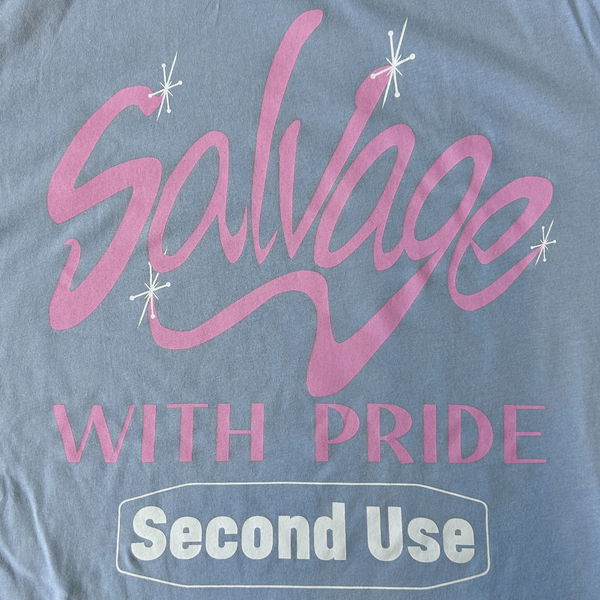 Salvage
WITH PRIDE
Second Use